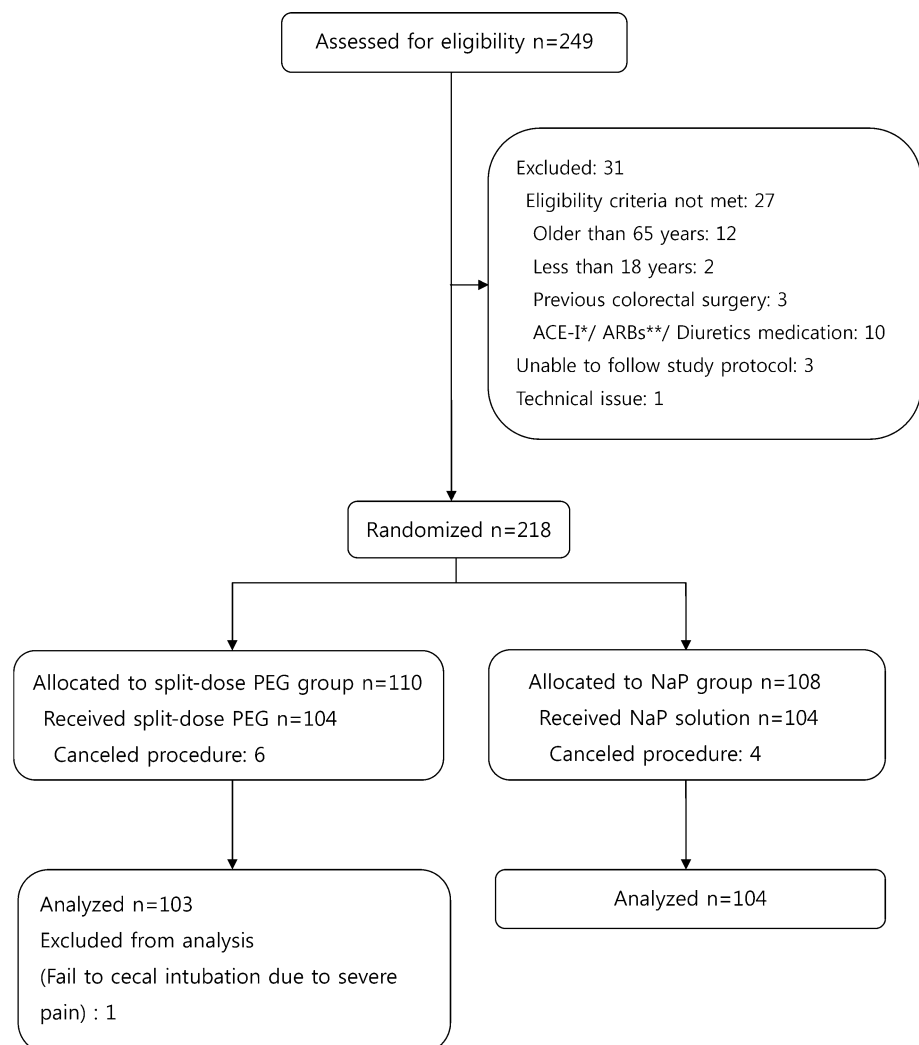 Assessed for eligibility n=249
Excluded: 31
Eligibility criteria not met: 27
Older than 65 years: 12
Less than 18 years: 2
Previous colorectal surgery: 3
ACE-I*/ ARBs**/ Diuretics medication: 10
Unable to follow study protocol: 3
Technical issue: 1
Randomized n=218
Allocated to split-dose PEG group n=110
Received split-dose PEG n=104
Canceled procedure: 6
Allocated to NaP group n=108
Received NaP solution n=104
Canceled procedure: 4
Analyzed n=103
Excluded from analysis
(Fail to cecal intubation due to severe
pain) : 1
Analyzed n=104